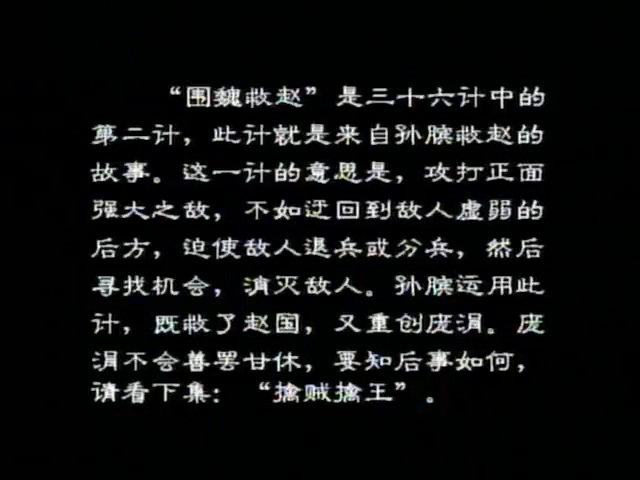 “围魏救赵”是三十六计中的
第二计，此计就是来自孙膑救赵的
故事。这一计的意思是，攻打正面
强大之敌，不如迂回到敌人虚弱的
后方，迫使敌人退兵或分兵，然后
寻找机会，消灭敌人。孙膑运用此
计，既救了赵国，又重创庞涓。庞
涓不会善罢甘休，要知后事如何，
请看下集：“擒贼擒王”。